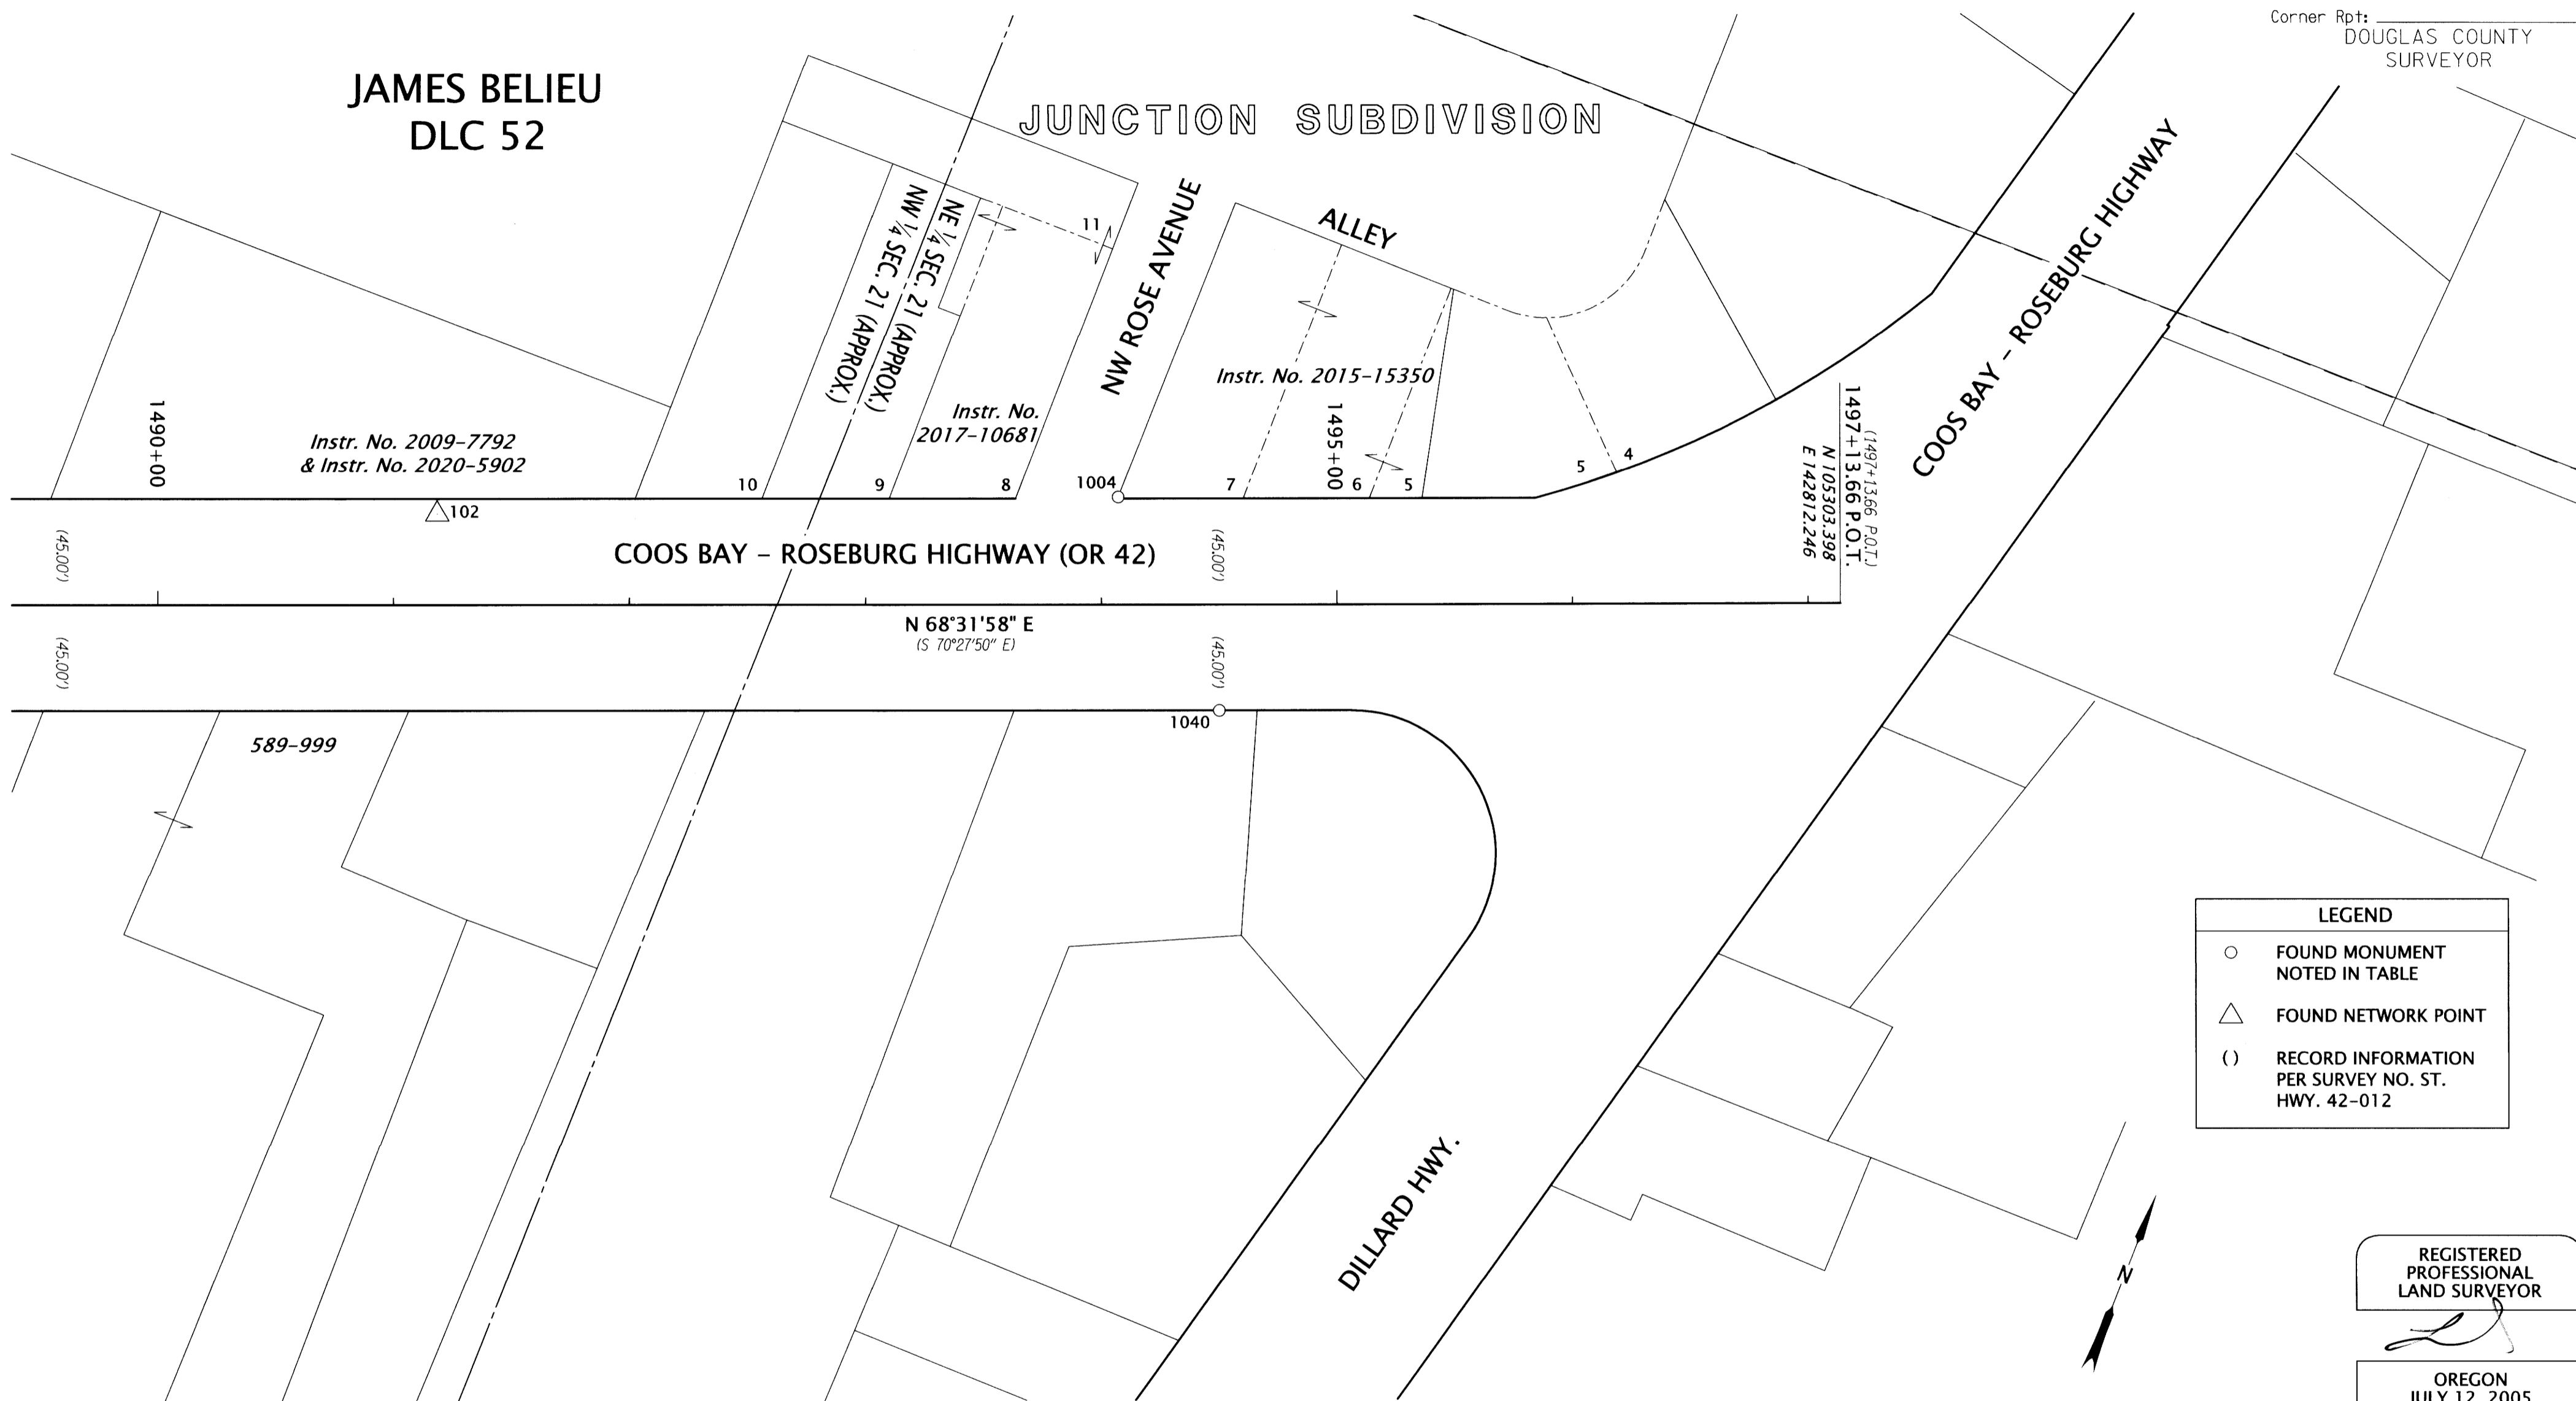 Corner Rpt:
DOUGLAS COUNTY
SURVEYOR
JAMES BELIEU
DLC 52
JUNCTION SUBDIVISION
NW ROSE AVENUE
ALLEY
COOS BAY – ROSEBURG HIGHWAY
NE ¼ SEC. 21 (APPROX.)
NW ¼ SEC. 21 (APPROX.)
11
Instr. No. 2015-15350
Instr. No.
2017-10681
Instr. No. 2009-7792
& Instr. No. 2020-5902
1490+00
1495+00
(1497+13.66 P.O.T.)
1497+13.66 P.O.T.
N 105303.398
E 142812.246
10
9
8
1004
7
6
5
5
4
102
(45.00')
(45.00')
COOS BAY – ROSEBURG HIGHWAY (OR 42)
N 68°31'58" E
(S 70°27'50" E)
(45.00')
(45.00')
1040
589-999
DILLARD HWY.
LEGEND
FOUND MONUMENT
NOTED IN TABLE
FOUND NETWORK POINT
( ) RECORD INFORMATION
PER SURVEY NO. ST.
HWY. 42-012
N
REGISTERED
PROFESSIONAL
LAND SURVEYOR
OREGON
JULY 12, 2005